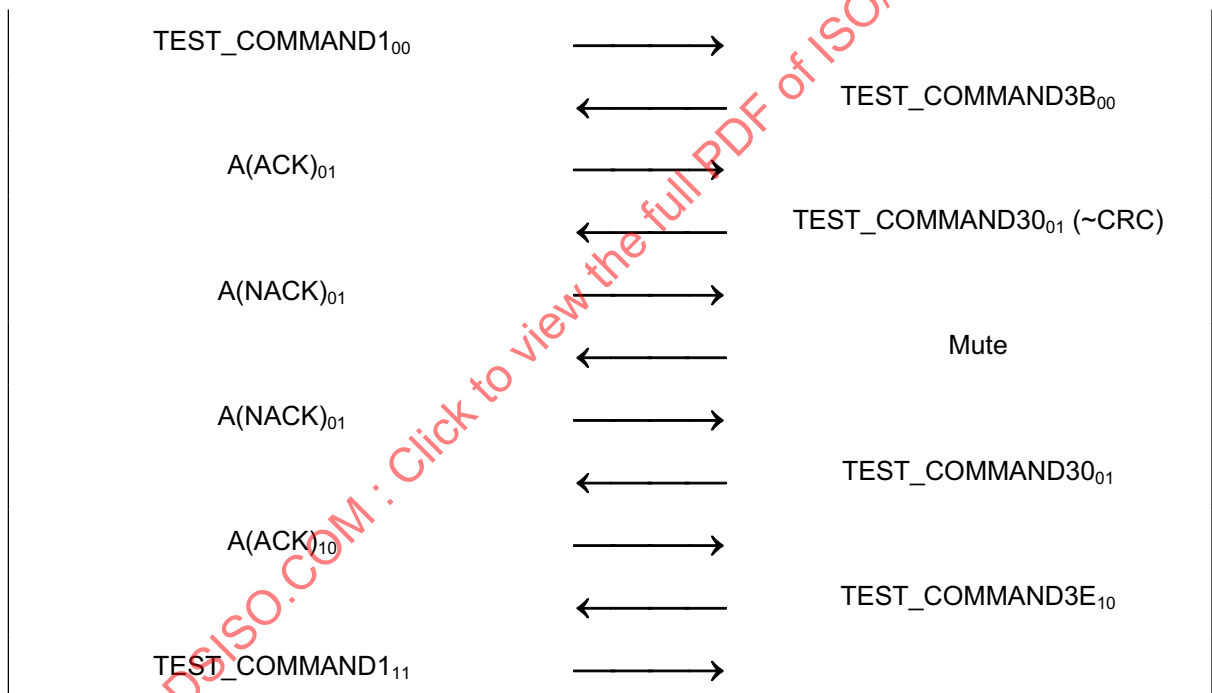 TEST_COMMAND1₀₀
TEST_COMMAND3B₀₀
A(ACK)₀₁
TEST_COMMAND30₀₁ (~CRC)
A(NACK)₀₁
Mute
A(NACK)₀₁
TEST_COMMAND30₀₁
A(ACK)₁₀
TEST_COMMAND3E₁₀
TEST_COMMAND1₁₁
DSISO.COM : Click to view the full PDF of ISO/